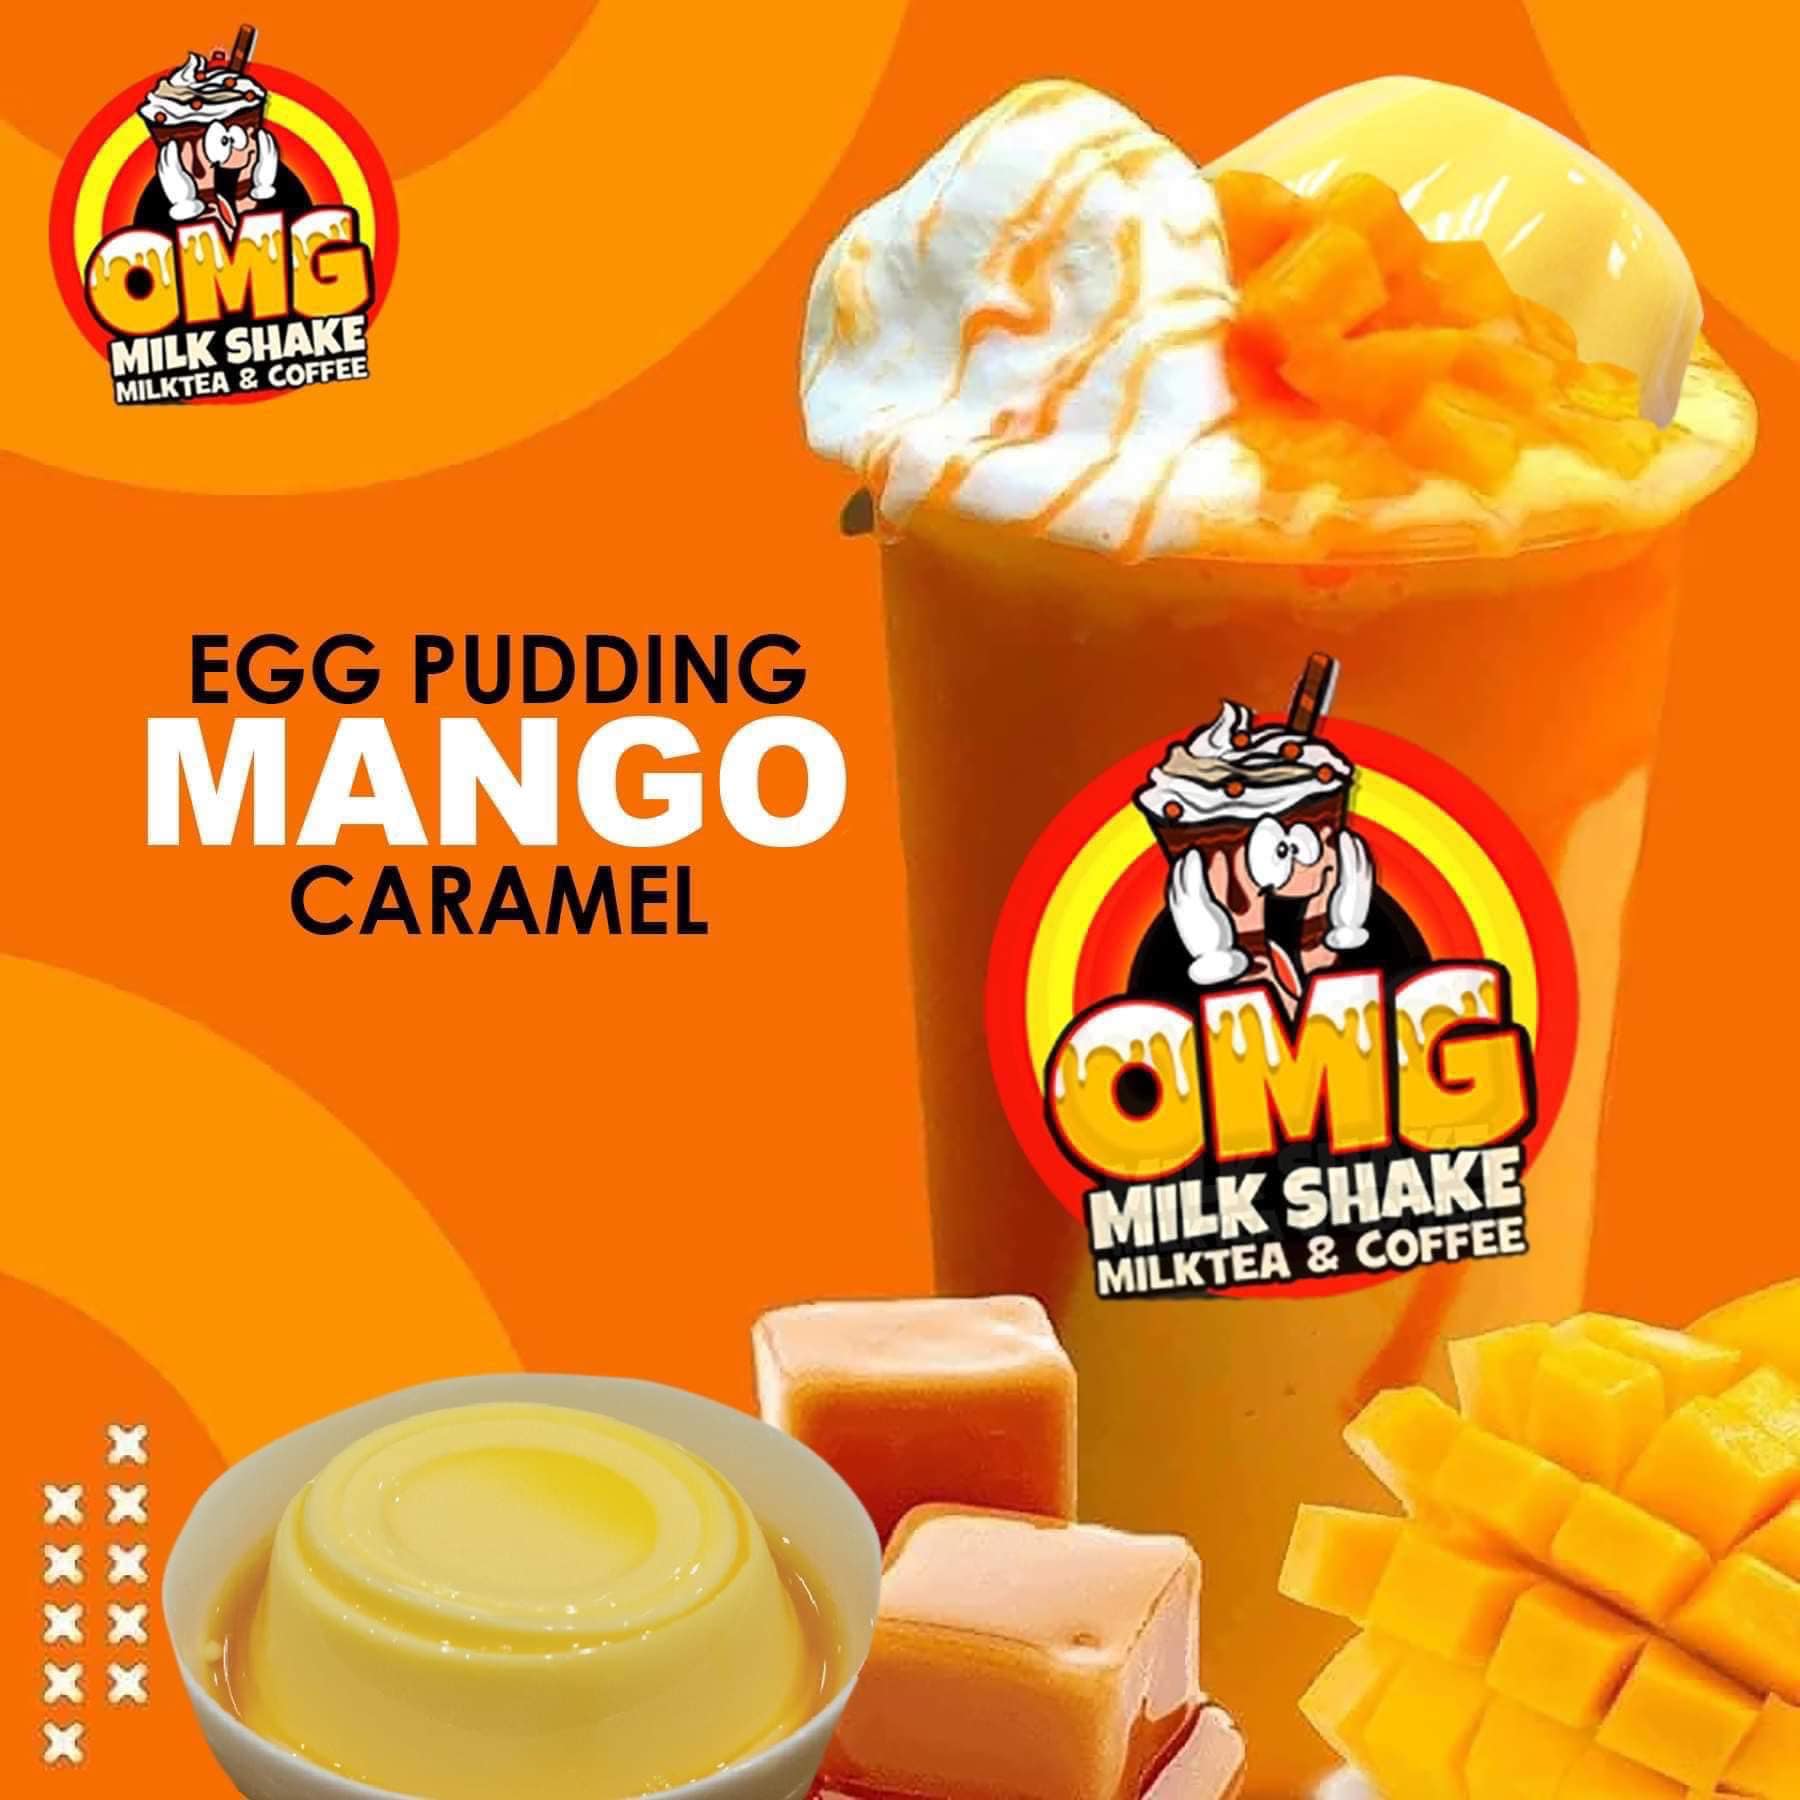 OMG
MILK SHAKE
MILKTEA & COFFEE
EGG PUDDING
MANGO
CARAMEL
OMG
MILK SHAKE
MILKTEA & COFFEE